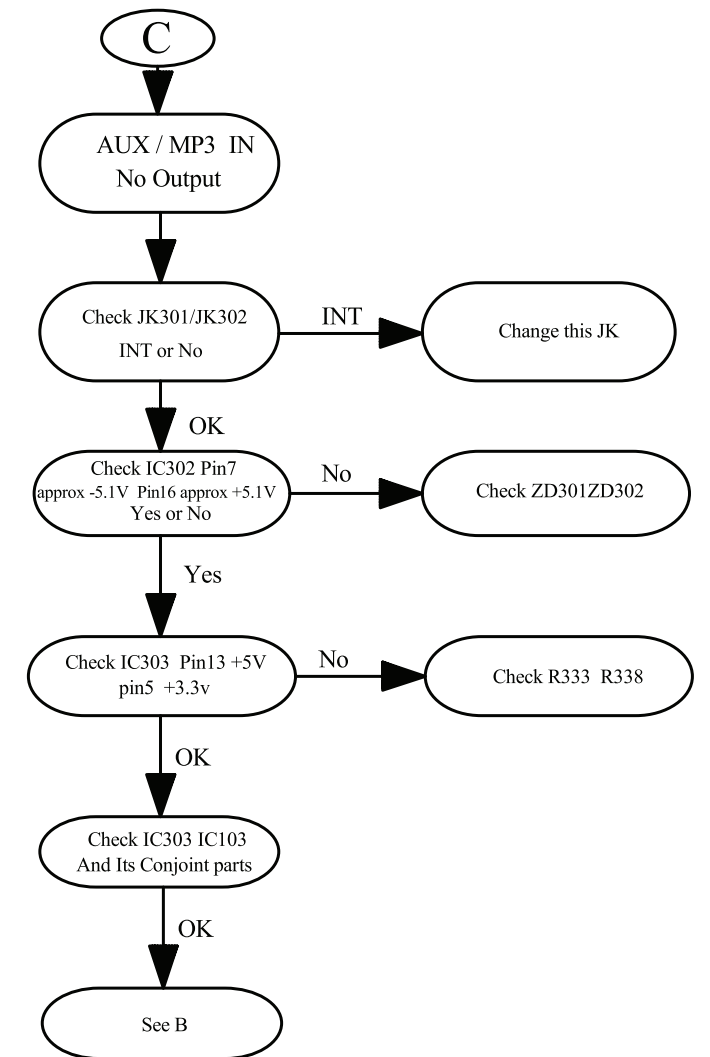 C
AUX / MP3 IN
No Output
Check JK301/JK302
INT or No
INT
Change this JK
OK
Check IC302 Pin7
approx -5.1V Pin16 approx +5.1V
Yes or No
No
Check ZD301ZD302
Yes
Check IC303 Pin13 +5V
pin5 +3.3v
No
Check R333 R338
OK
Check IC303 IC103
And Its Conjoint parts
OK
See B